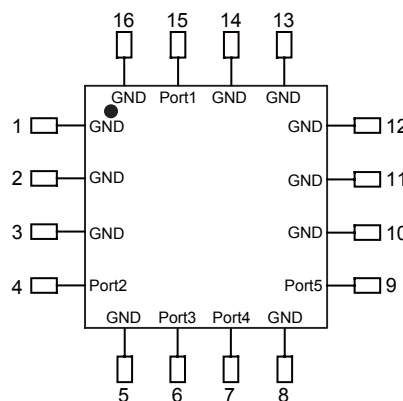 16 15 14 13
GND Port1 GND GND
1 GND GND 12
2 GND GND 11
3 GND GND 10
4 Port2 Port5 9
GND Port3 Port4 GND
5 6 7 8